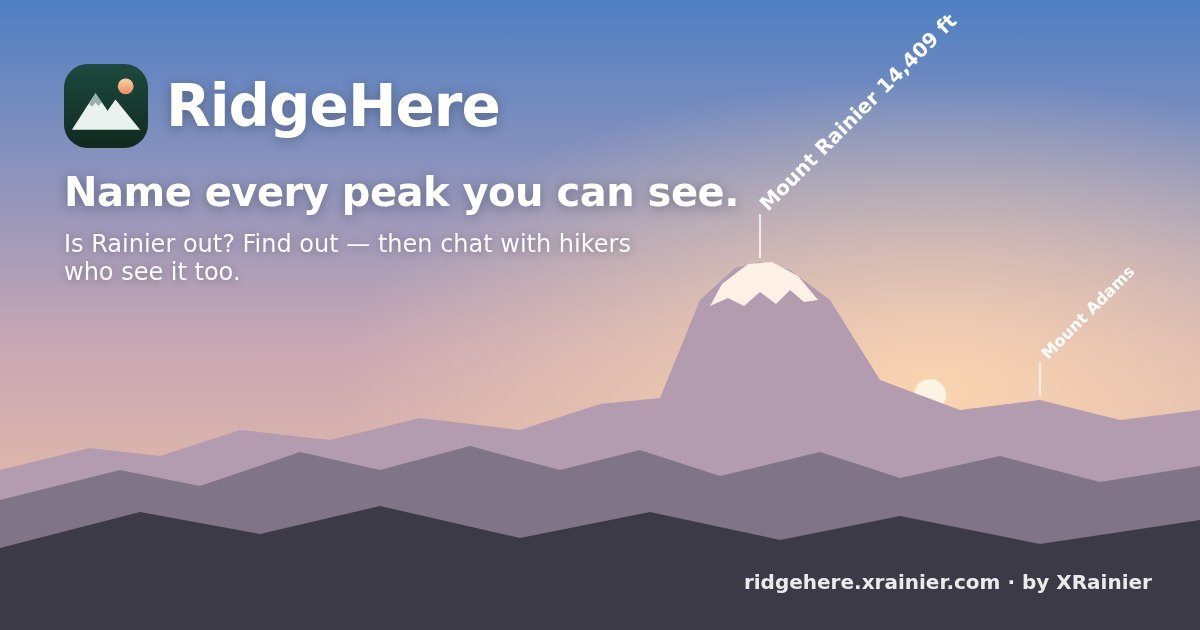 RidgeHere
Name every peak you can see.
Is Rainier out? Find out — then chat with hikers
who see it too.
Mount Rainier 14,409 ft
Mount Adams
ridgehere.xrainier.com · by XRainier